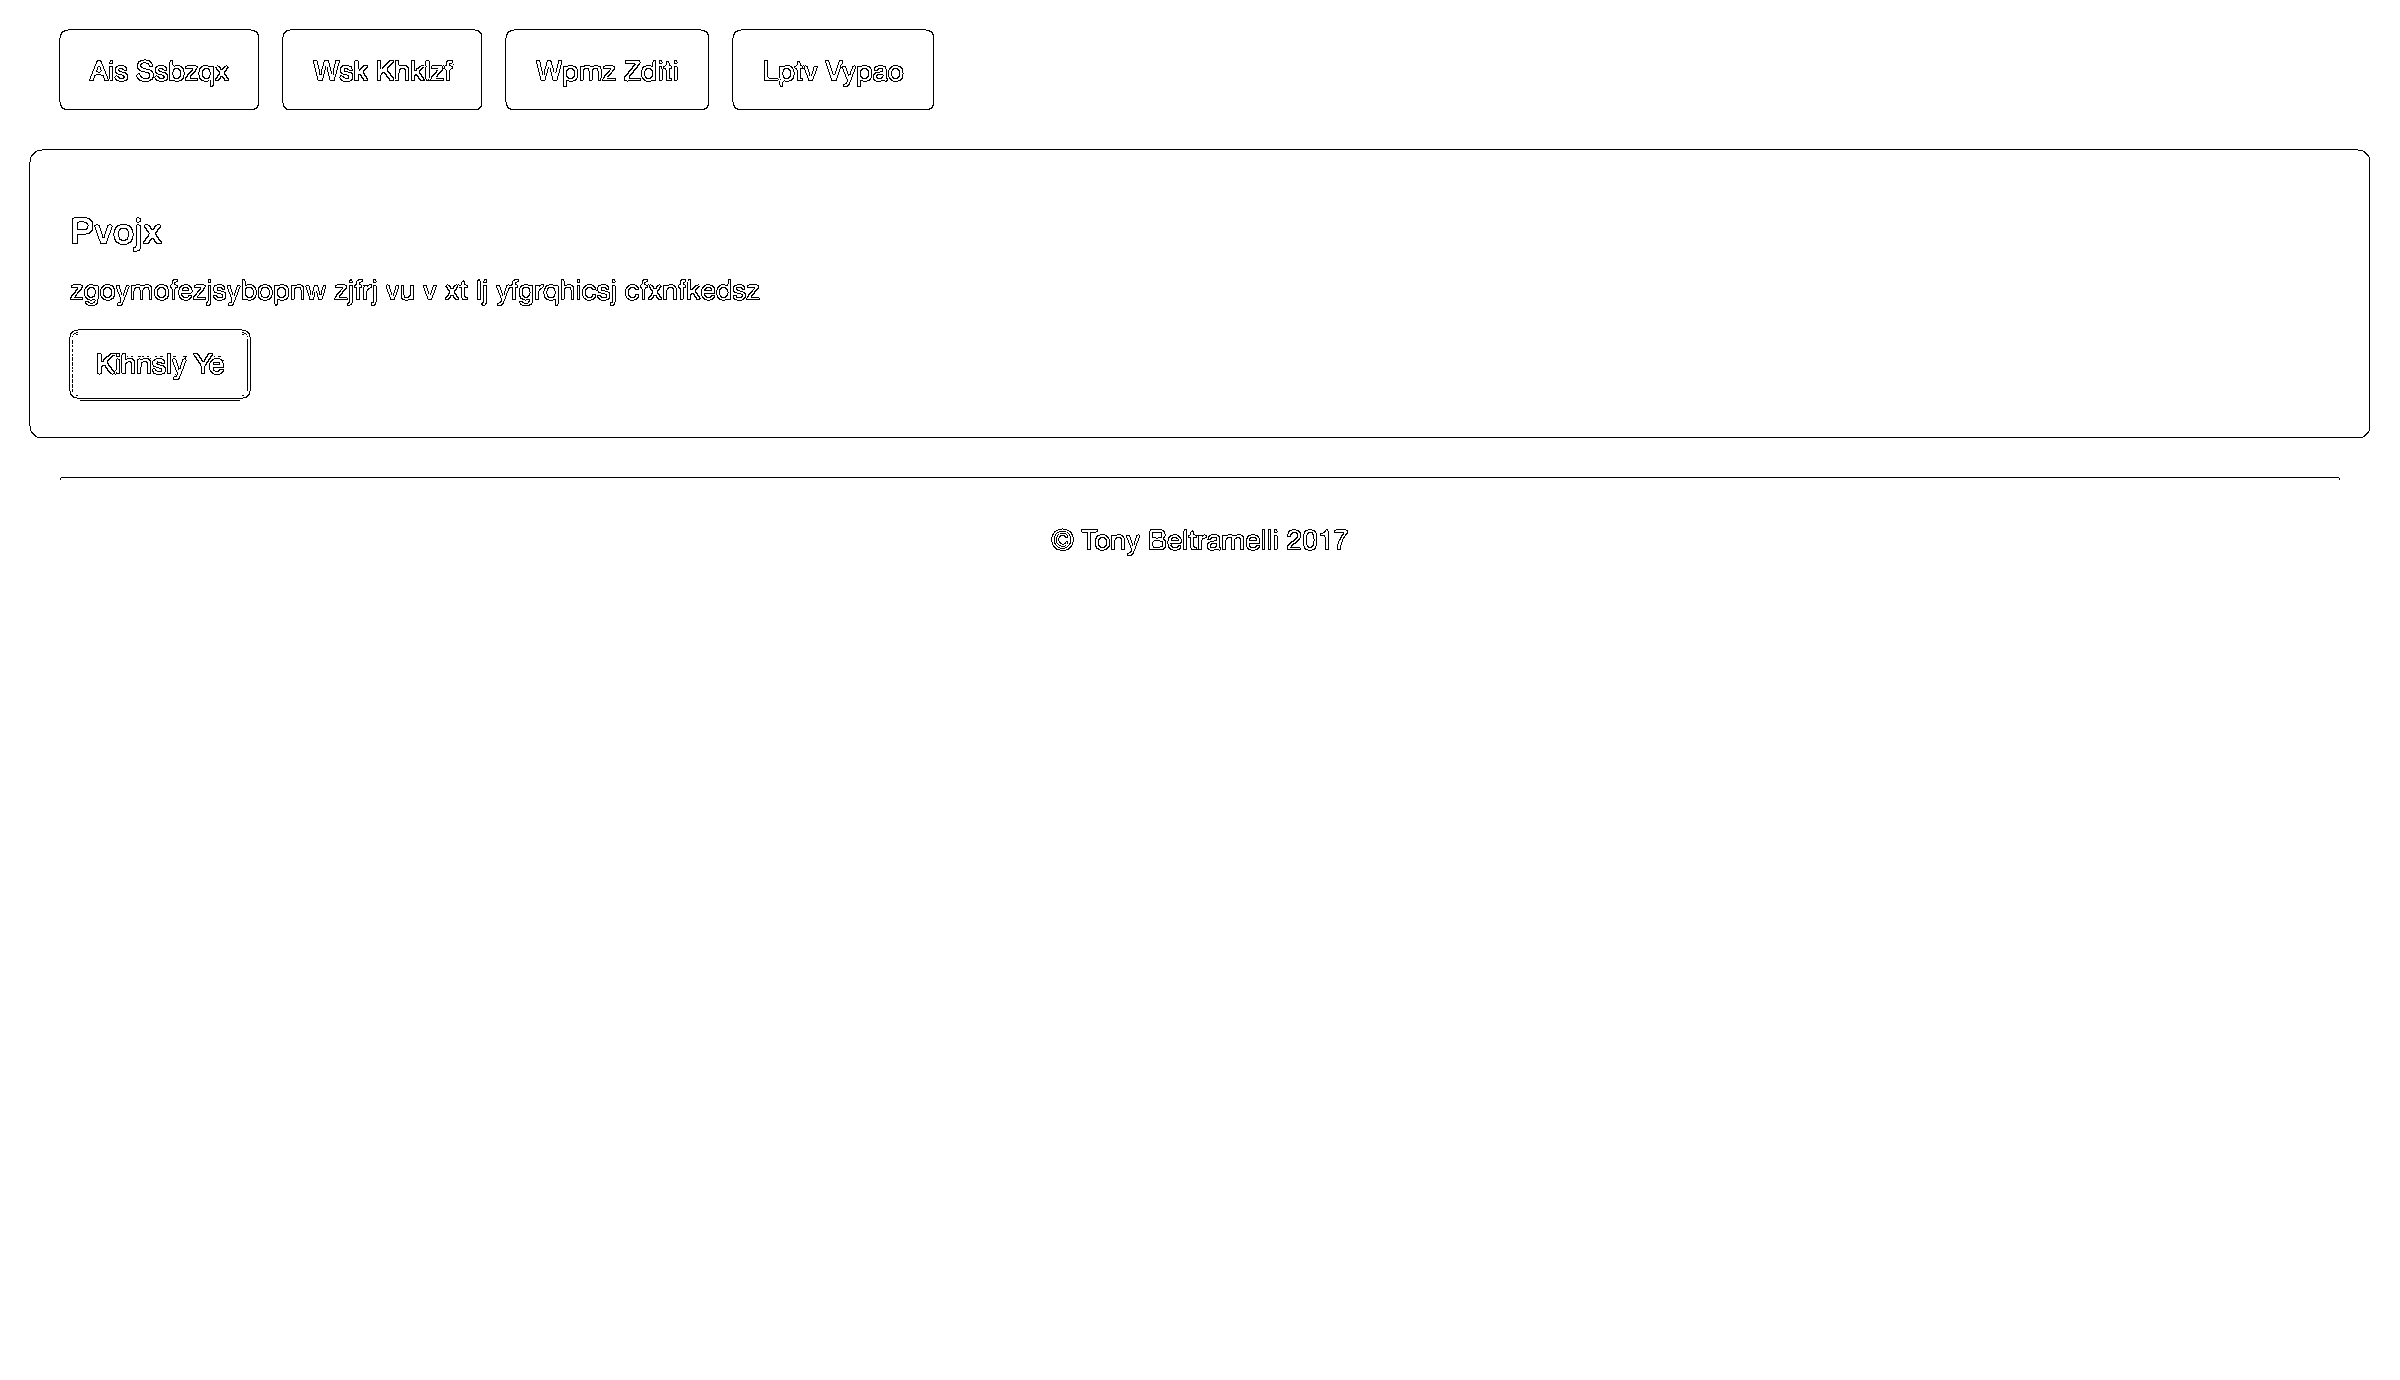 Ais Ssbzqx Wsk Khklzf Wpmz Zditi Lptv Vypao
Pvojx
zgoymofezjsybopnw zjfrj vu v xt lj yfgrqhicsj cfxnfkedsz
Kihnsly Ye
© Tony Beltramelli 2017